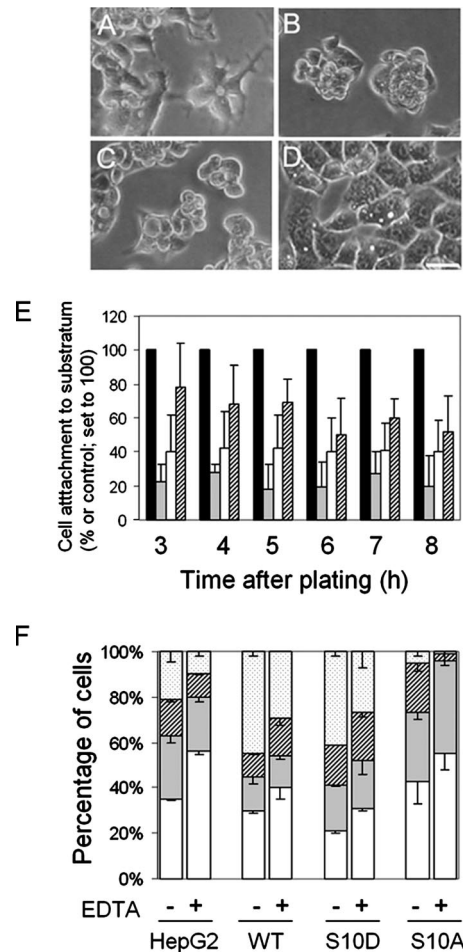 A
B
C
D
E
Cell atttachment to substratum
(% or control; set to 100)
120
100
80
60
40
20
0
3 4 5 6 7 8
Time after plating (h)
F
Percentage of cells
100%
80%
60%
40%
20%
0%
EDTA - + - + - + - +
HepG2 WT S10D S10A